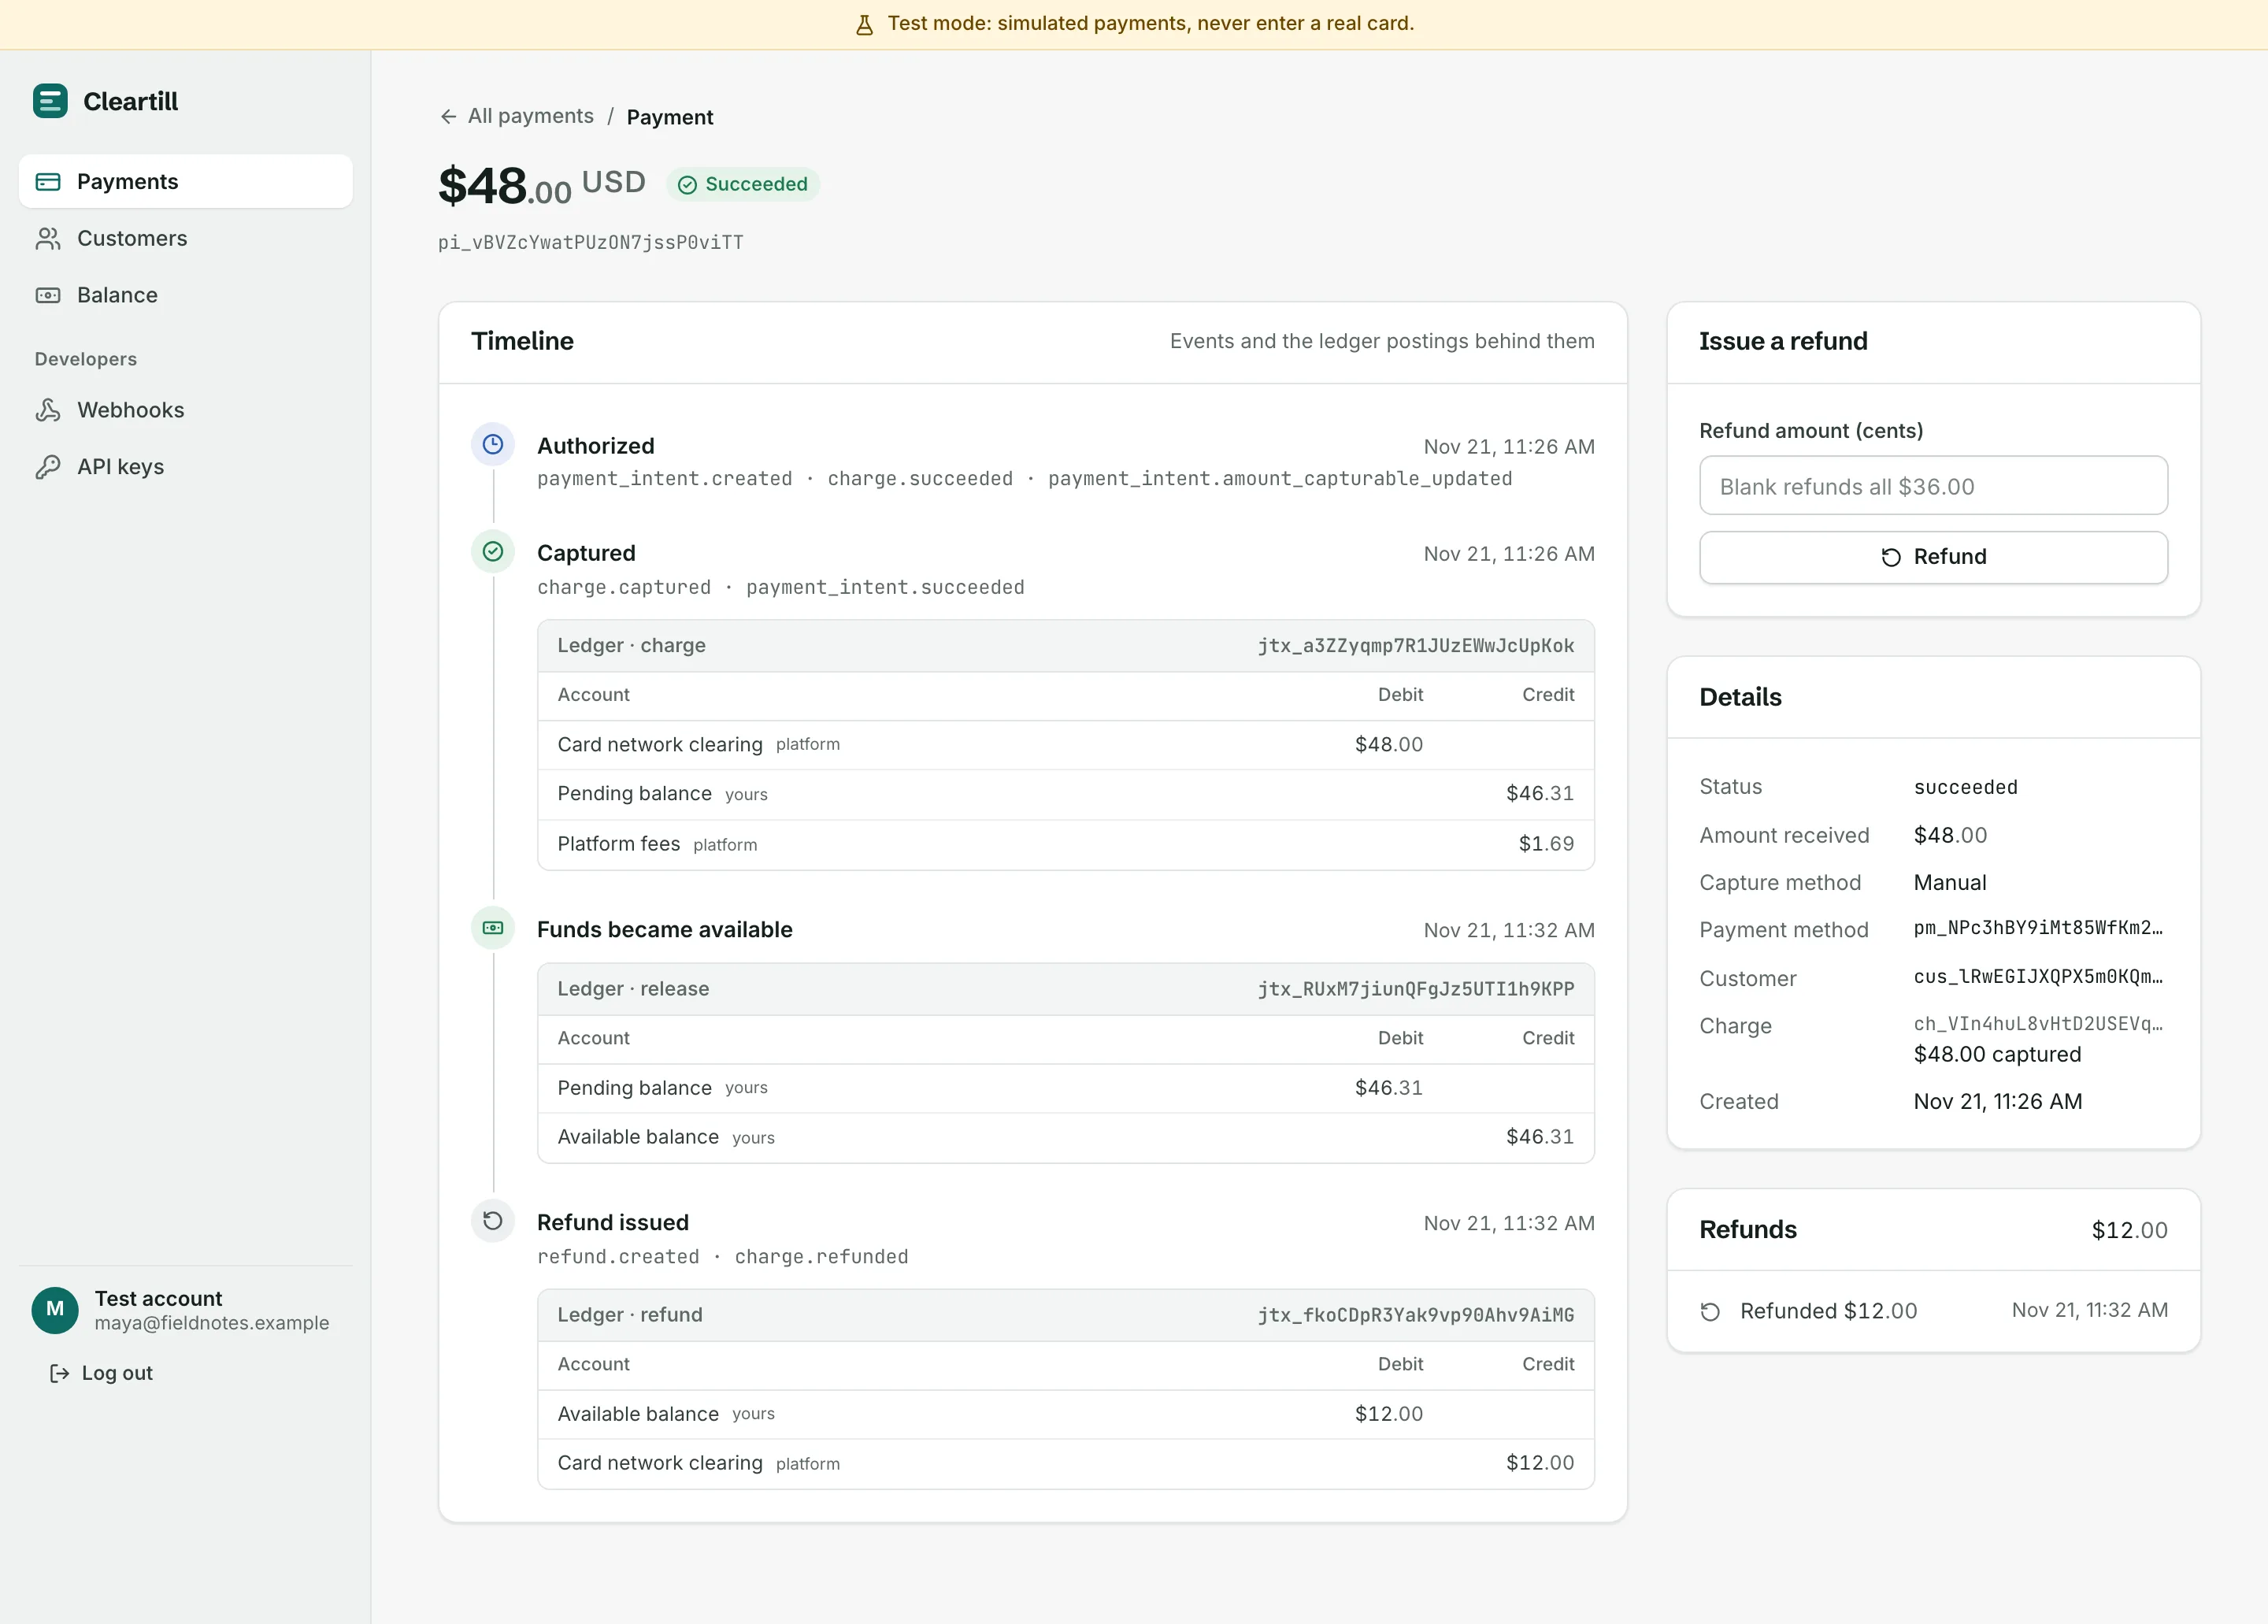 Test mode: simulated payments, never enter a real card.
Cleartill
Payments
Customers
Balance
Developers
Webhooks
API keys
M
Test account
maya@fieldnotes.example
Log out
All payments / Payment
$48.00 USD Succeeded
pi_vBVZcYwatPUzON7jssP0viTT
Timeline Events and the ledger postings behind them
Authorized Nov 21, 11:26 AM
payment_intent.created · charge.succeeded · payment_intent.amount_capturable_updated
Captured Nov 21, 11:26 AM
charge.captured · payment_intent.succeeded
Ledger · charge jtx_a3ZZyqmp7R1JUzEWwJcUpKok
Account Debit Credit
Card network clearing platform $48.00
Pending balance yours $46.31
Platform fees platform $1.69
Funds became available Nov 21, 11:32 AM
Ledger · release jtx_RUxM7jiunQFgJz5UTI1h9KPP
Account Debit Credit
Pending balance yours $46.31
Available balance yours $46.31
Refund issued Nov 21, 11:32 AM
refund.created · charge.refunded
Ledger · refund jtx_fkoCDpR3Yak9vp90Ahv9AiMG
Account Debit Credit
Available balance yours $12.00
Card network clearing platform $12.00
Issue a refund
Refund amount (cents)
Blank refunds all $36.00
Refund
Details
Status succeeded
Amount received $48.00
Capture method Manual
Payment method pm_NPc3hBY9iMt85WfKm2…
Customer cus_lRwEGIJXQPX5m0KQm…
Charge ch_VIn4huL8vHtD2USEVq…
$48.00 captured
Created Nov 21, 11:26 AM
Refunds $12.00
Refunded $12.00 Nov 21, 11:32 AM